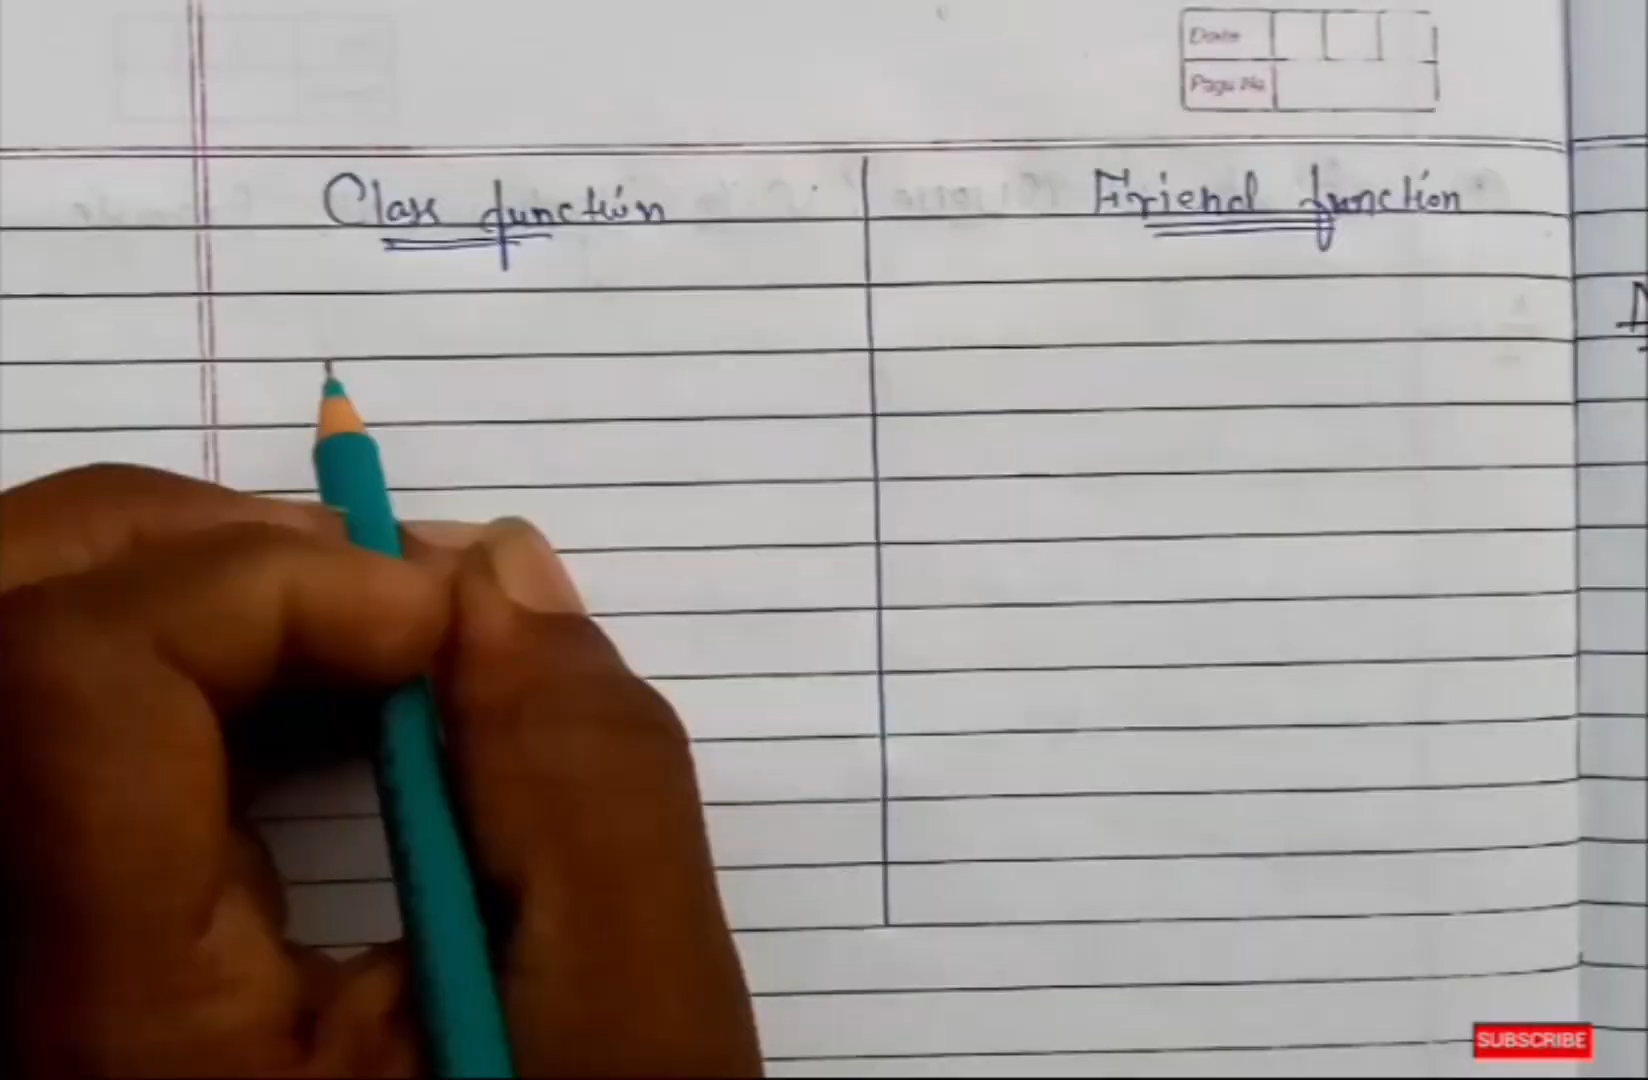 Date
Page No
Class function
Friend function
SUBSCRIBE